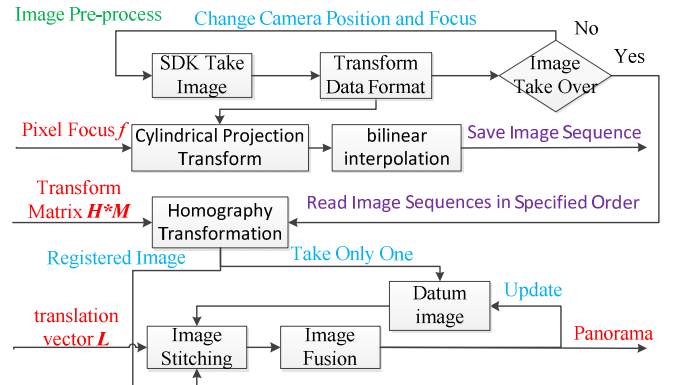 Image Pre-process
Change Camera Position and Focus
No
Yes
SDK Take
Image
Transform
Data Format
Image
Take Over
Pixel Focus f
Cylindrical Projection
Transform
bilinear
interpolation
Save Image Sequence
Transform
Matrix H*M
Homography
Transformation
Read Image Sequences in Specified Order
Registered Image
Take Only One
Datum
image
Update
translation
vector L
Image
Stitching
Image
Fusion
Panorama